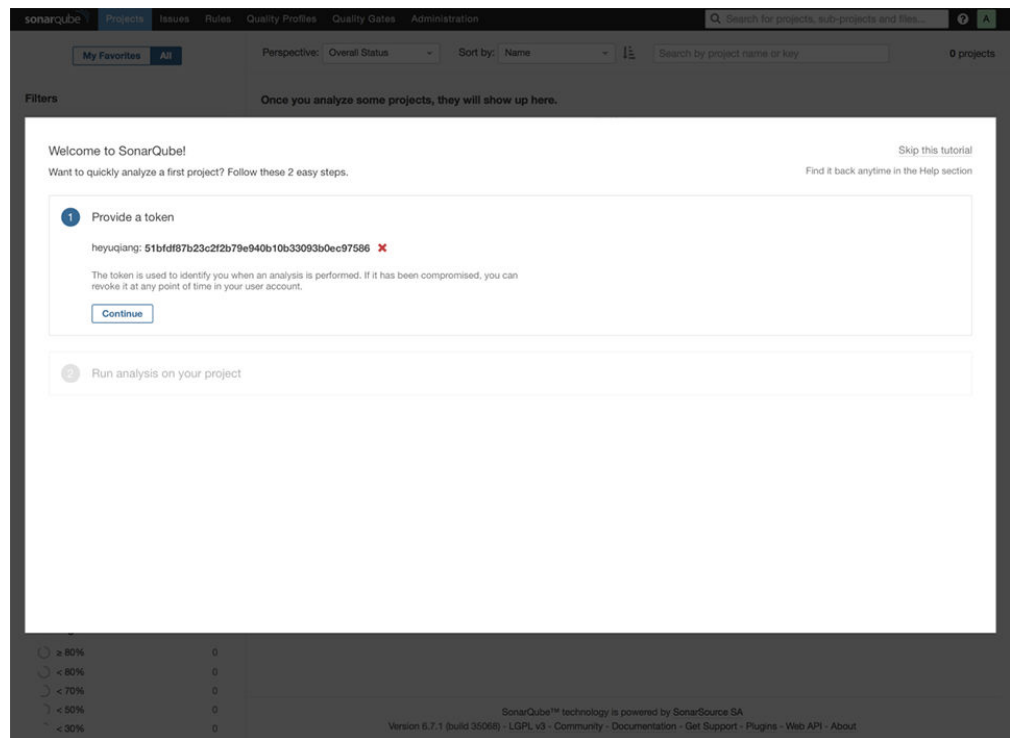 sonarqube Projects Issues Rules Quality Profiles Quality Gates Administration Search for projects, sub-projects and files... ? A
My Favorites All Perspective: Overall Status Sort by: Name Search by project name or key 0 projects
Filters
Once you analyze some projects, they will show up here.
Welcome to SonarQube! Skip this tutorial
Want to quickly analyze a first project? Follow these 2 easy steps. Find it back anytime in the Help section
1 Provide a token
heyuqiang: 51bfdf87b23c2f2b79e940b10b33093b0ec97586
The token is used to identify you when an analysis is performed. If it has been compromised, you can
revoke it at any point of time in your user account.
Continue
2 Run analysis on your project
≥ 80% 0
< 80% 0
< 70% 0
< 50% 0
< 30% 0
SonarQube™ technology is powered by SonarSource SA
Version 6.7.1 (build 35068) - LGPL v3 - Community - Documentation - Get Support - Plugins - Web API - About